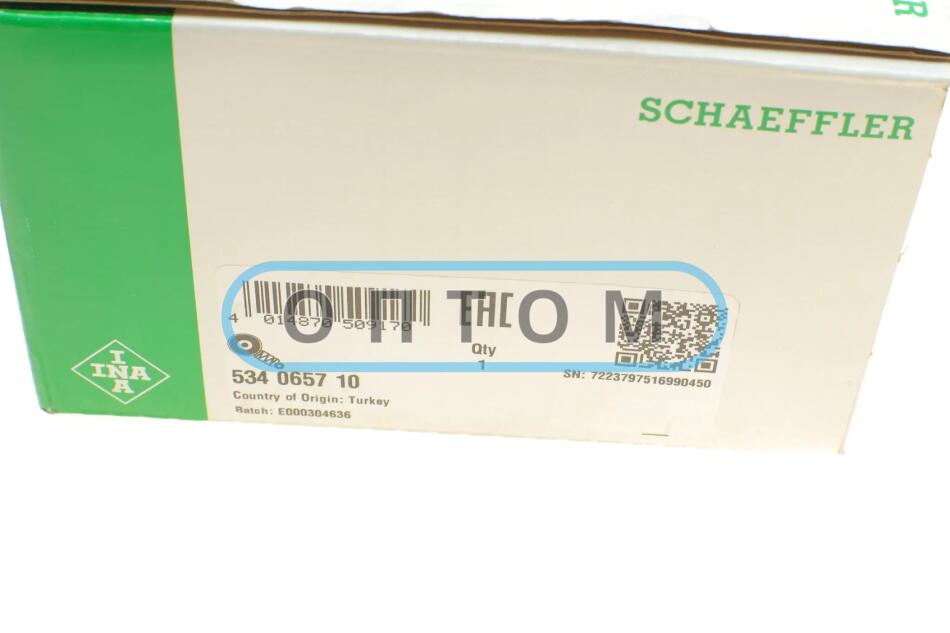 R
SCHAEFFLER
4 014870 509170
EAC
ОПТОМ
Qty
1
534 0657 10
SN: 7223797516990450
Country of Origin: Turkey
Batch: E000304636
I
INA
A